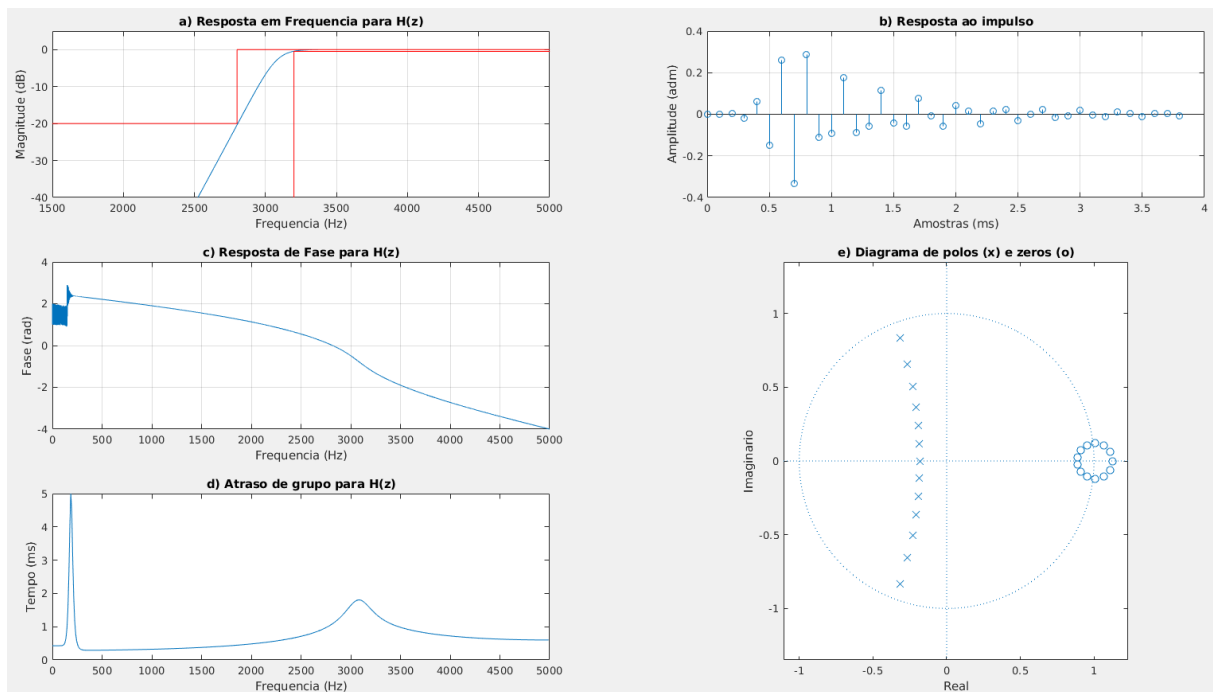 a) Resposta em Frequencia para H(z)
Magnitude (dB)
0
-10
-20
-30
-40
1500 2000 2500 3000 3500 4000 4500 5000
Frequencia (Hz)
b) Resposta ao impulso
Amplitude (adm)
0.4
0.2
0
-0.2
-0.4
0 0.5 1 1.5 2 2.5 3 3.5 4
Amostras (ms)
c) Resposta de Fase para H(z)
Fase (rad)
4
2
0
-2
-4
0 500 1000 1500 2000 2500 3000 3500 4000 4500 5000
Frequencia (Hz)
d) Atraso de grupo para H(z)
Tempo (ms)
5
4
3
2
1
0
0 500 1000 1500 2000 2500 3000 3500 4000 4500 5000
Frequencia (Hz)
e) Diagrama de polos (x) e zeros (o)
Imaginario
1
0.5
0
-0.5
-1
-1 -0.5 0 0.5 1
Real